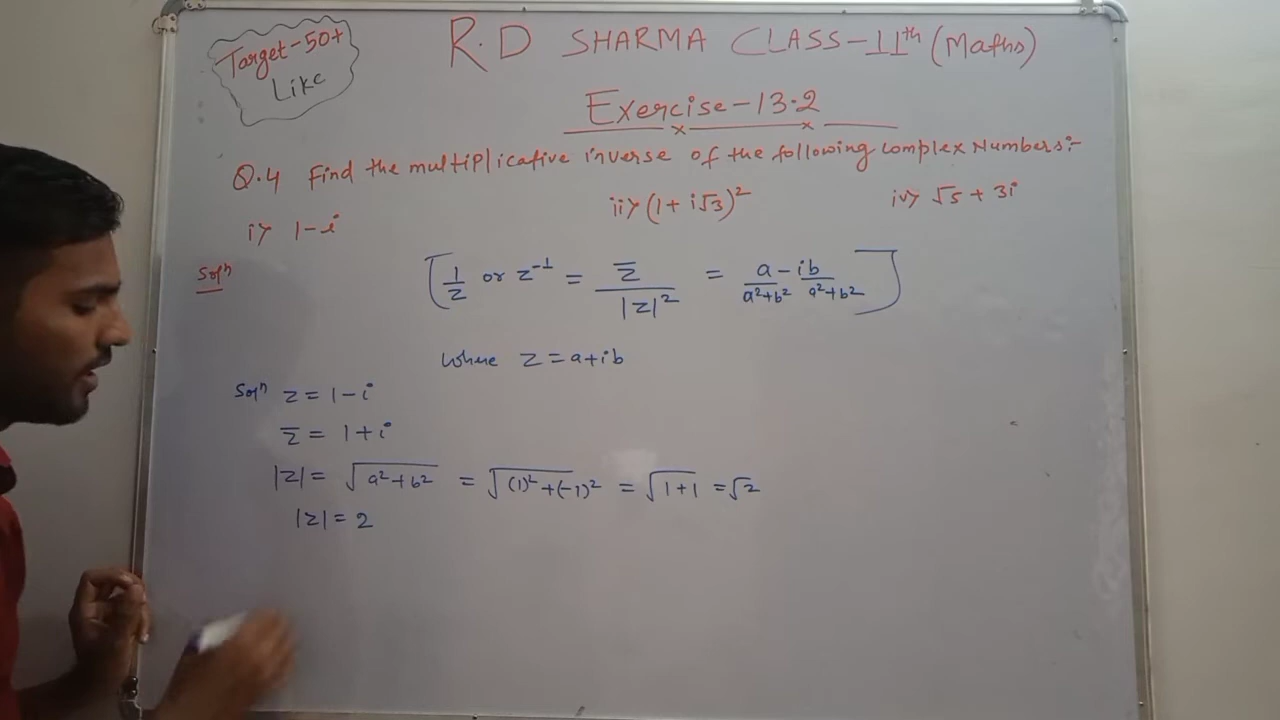 Target-50+
Like
R.D SHARMA CLASS-11th (Maths)
Exercise-13.2
Q.4 Find the multiplicative inverse of the following complex Numbers:-
i> 1-i ii> (1+i√3)² iv> √5 + 3i
Solⁿ
[1/z or z⁻¹ = z̅/|z|² = a/(a²+b²) - ib/(a²+b²)]
Where z = a+ib
Solⁿ z = 1-i
z̅ = 1+i
|z| = √(a²+b²) = √((1)²+(-1)²) = √(1+1) = √2
|z| = 2